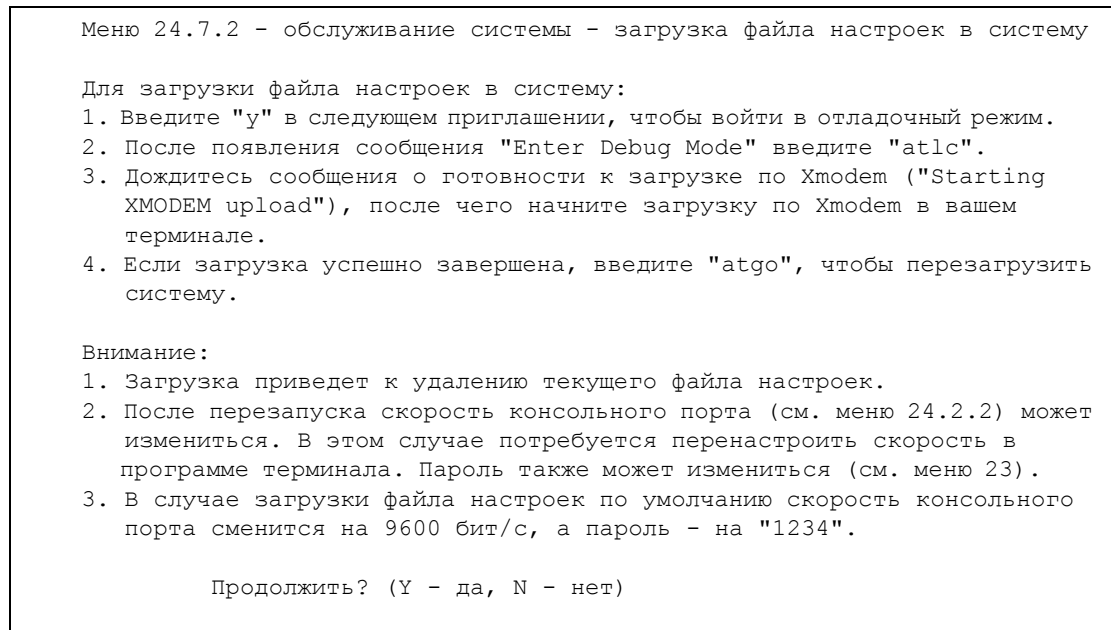 Меню 24.7.2 - обслуживание системы - загрузка файла настроек в систему
Для загрузки файла настроек в систему:
1. Введите "y" в следующем приглашении, чтобы войти в отладочный режим.
2. После появления сообщения "Enter Debug Mode" введите "atlc".
3. Дождитесь сообщения о готовности к загрузке по Xmodem ("Starting
XMODEM upload"), после чего начните загрузку по Xmodem в вашем
терминале.
4. Если загрузка успешно завершена, введите "atgo", чтобы перезагрузить
систему.
Внимание:
1. Загрузка приведет к удалению текущего файла настроек.
2. После перезапуска скорость консольного порта (см. меню 24.2.2) может
измениться. В этом случае потребуется перенастроить скорость в
программе терминала. Пароль также может измениться (см. меню 23).
3. В случае загрузки файла настроек по умолчанию скорость консольного
порта сменится на 9600 бит/с, а пароль - на "1234".
Продолжить? (Y - да, N - нет)